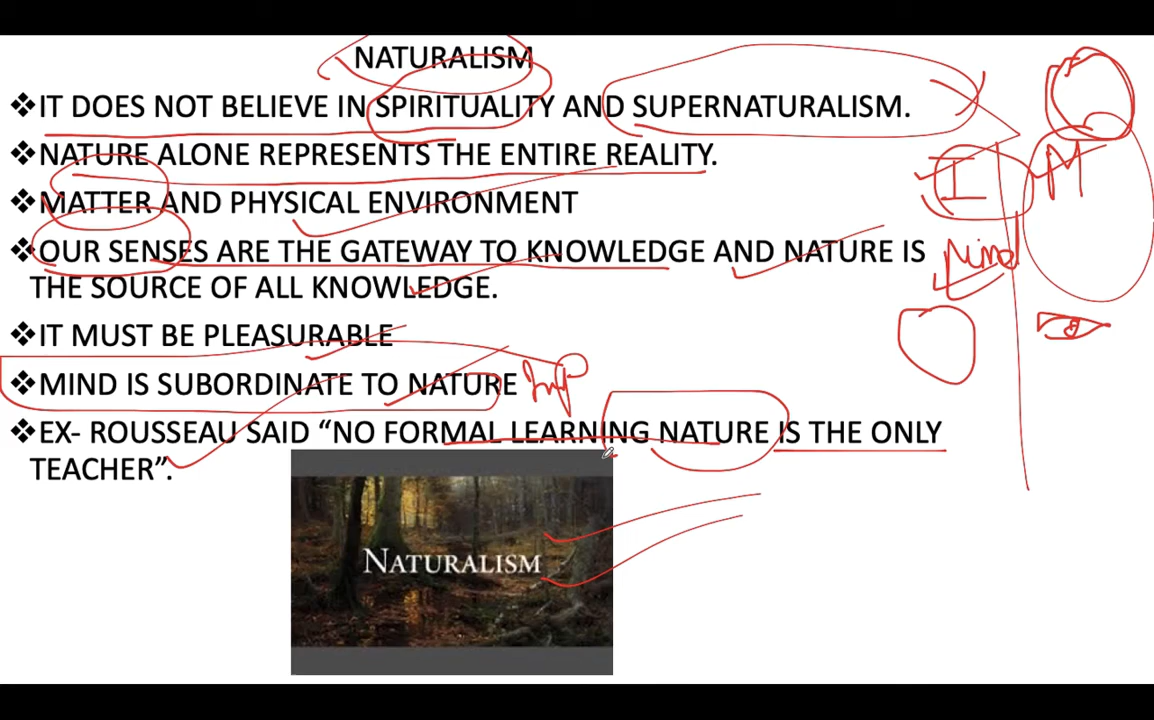 NATURALISM
❖IT DOES NOT BELIEVE IN SPIRITUALITY AND SUPERNATURALISM.
❖NATURE ALONE REPRESENTS THE ENTIRE REALITY.
❖MATTER AND PHYSICAL ENVIRONMENT
❖OUR SENSES ARE THE GATEWAY TO KNOWLEDGE AND NATURE IS
THE SOURCE OF ALL KNOWLEDGE.
❖IT MUST BE PLEASURABLE
❖MIND IS SUBORDINATE TO NATURE
❖EX- ROUSSEAU SAID “NO FORMAL LEARNING NATURE IS THE ONLY
TEACHER”.
NATURALISM
I M
Mind